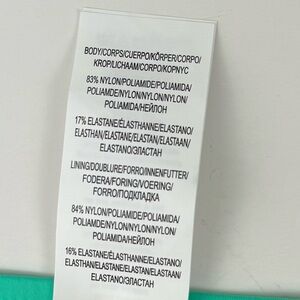 BODY/CORPS/CUERPO/KÖRPER/CORPO/
KROP/LICHAAM/CORPO/КОРПУС
83% NYLON/POLIAMIDE/POLIAMIDA/
POLIAMDE/NYLON/NYLON/NYLON/
POLIAMIDA/НЕЙЛОН
17% ELASTANE/ÉLASTHANNE/ELASTANO/
ELASTHAN/ELASTANE/ELASTAN/ELASTAAN/
ELASTANO/ЭЛАСТАН
LINING/DOUBLURE/FORRO/INNENFUTTER/
FODERA/FORING/VOERING/
FORRO/ПОДКЛАДКА
84% NYLON/POLIAMIDE/POLIAMIDA/
POLIAMDE/NYLON/NYLON/NYLON/
POLIAMIDA/НЕЙЛОН
16% ELASTANE/ÉLASTHANNE/ELASTANO/
ELASTHAN/ELASTANE/ELASTAN/ELASTAAN/
ELASTANO/ЭЛАСТАН